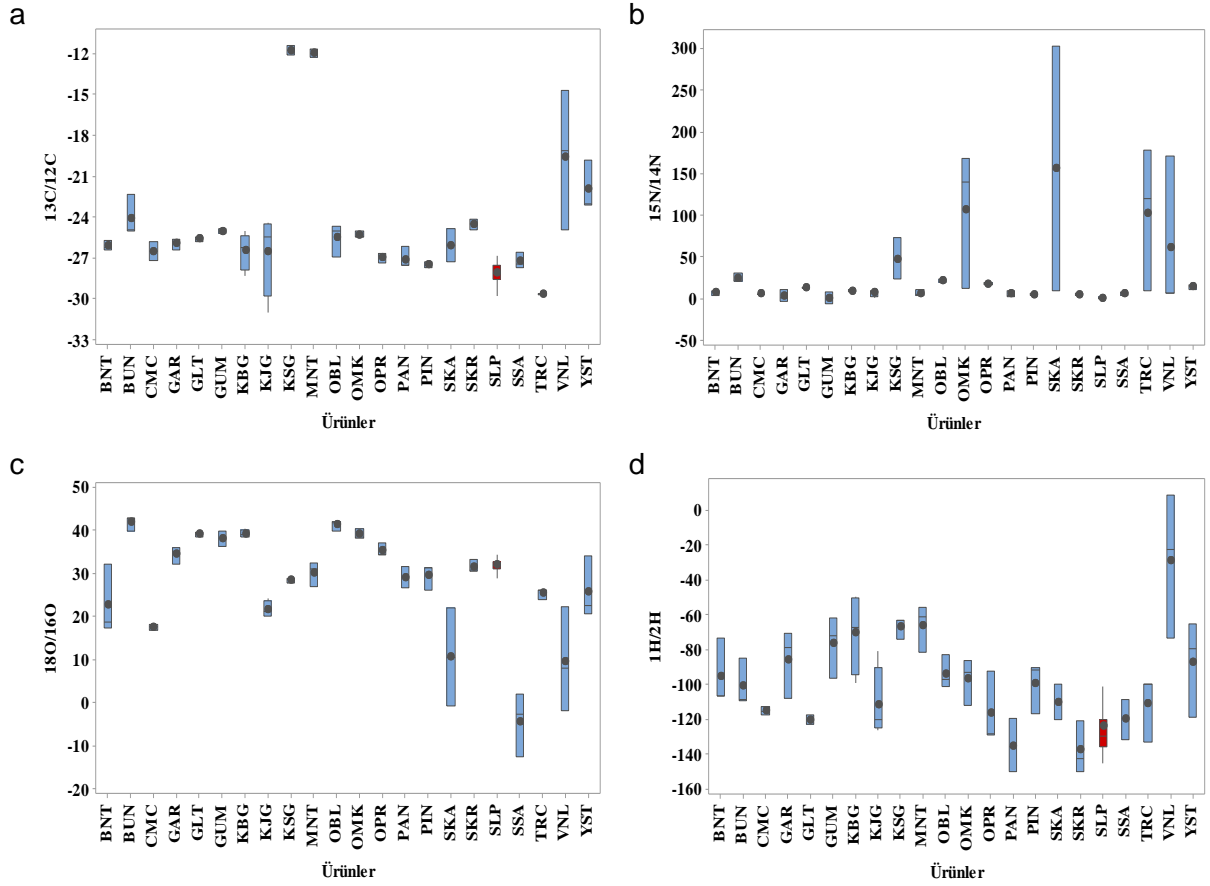 a
13C/12C
-12
-15
-18
-21
-24
-27
-30
-33
BNT
BUN
CMC
GAR
GLT
GUM
KBG
KJG
KSG
MNT
OBL
OMK
OPR
PAN
PIN
SKA
SKR
SLP
SSA
TRC
VNL
YST
Ürünler
b
15N/14N
300
250
200
150
100
50
0
-50
BNT
BUN
CMC
GAR
GLT
GUM
KBG
KJG
KSG
MNT
OBL
OMK
OPR
PAN
PIN
SKA
SKR
SLP
SSA
TRC
VNL
YST
Ürünler
c
18O/16O
50
40
30
20
10
0
-10
-20
BNT
BUN
CMC
GAR
GLT
GUM
KBG
KJG
KSG
MNT
OBL
OMK
OPR
PAN
PIN
SKA
SKR
SLP
SSA
TRC
VNL
YST
Ürünler
d
1H/2H
0
-20
-40
-60
-80
-100
-120
-140
-160
BNT
BUN
CMC
GAR
GLT
GUM
KBG
KJG
KSG
MNT
OBL
OMK
OPR
PAN
PIN
SKA
SKR
SLP
SSA
TRC
VNL
YST
Ürünler